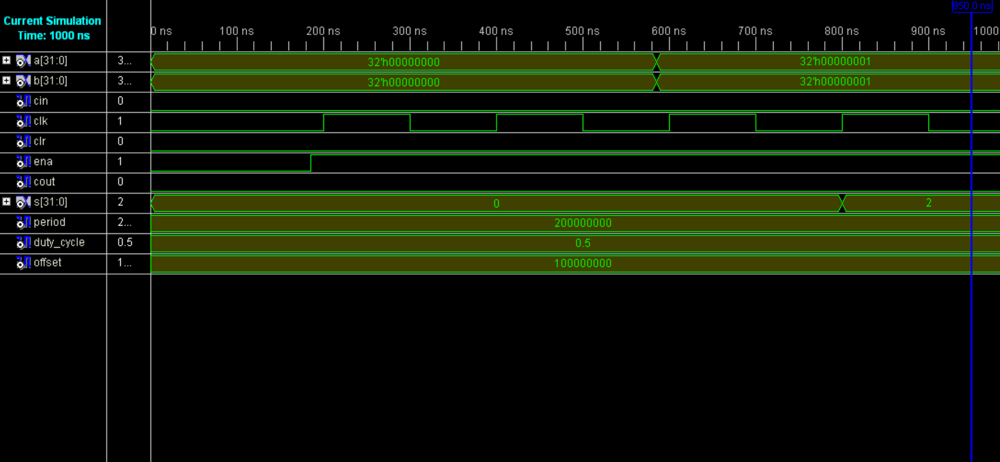 950.0 ns
Current Simulation
Time: 1000 ns
0 ns 100 ns 200 ns 300 ns 400 ns 500 ns 600 ns 700 ns 800 ns 900 ns 1000
a[31:0] 3... 32'h00000000 32'h00000001
b[31:0] 3... 32'h00000000 32'h00000001
cin 0
clk 1
clr 0
ena 1
cout 0
s[31:0] 2 0 2
period 2... 200000000
duty_cycle 0.5 0.5
offset 1... 100000000